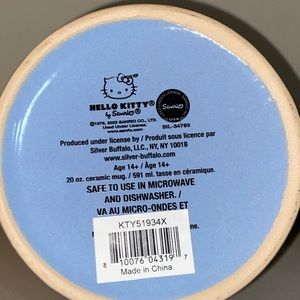 HELLO KITTY®
by Sanrio®
©1976, 2022 SANRIO CO., LTD.
Used Under License.
www.sanrio.com
Sanrio
SIL-34783
Produced under license by / Produit sous licence par
Silver Buffalo, LLC., NY, NY 10018
www.silver-buffalo.com
Age 14+ / Âge 14+
20 oz. ceramic mug. / 591 ml. tasse en céramique.
SAFE TO USE IN MICROWAVE
AND DISHWASHER. /
VA AU MICRO-ONDES ET
KTY51934X
8 10076 04319 7
Made in China